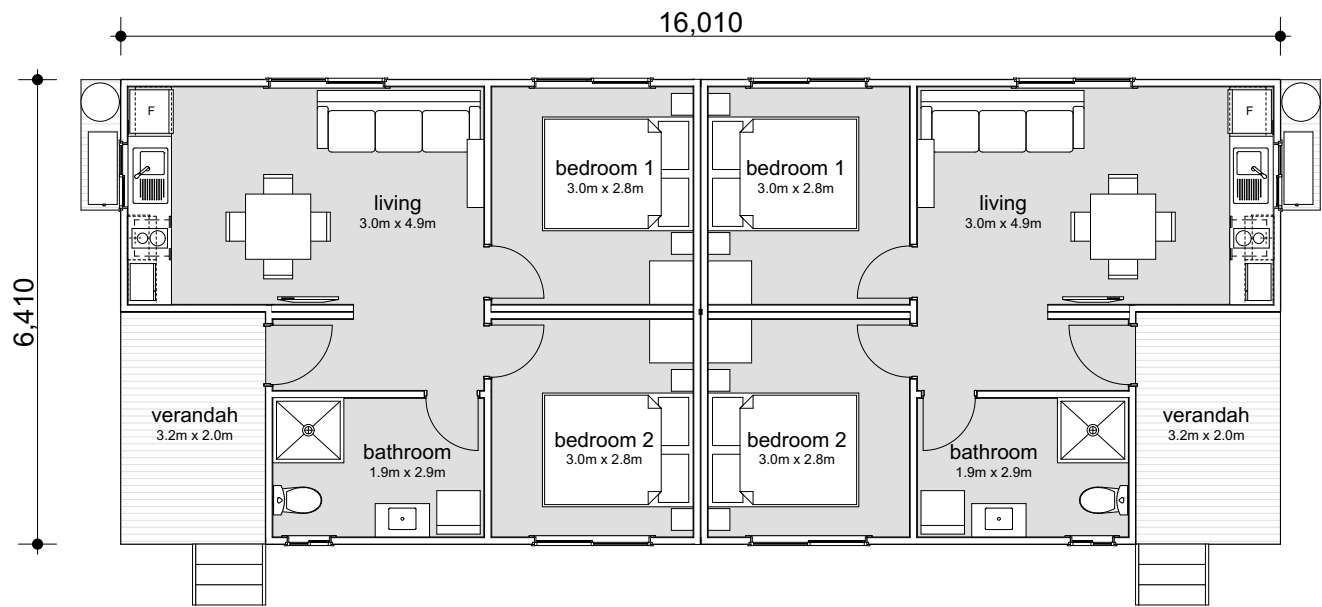 16,010
6,410
F
F
bedroom 1
3.0m x 2.8m
bedroom 1
3.0m x 2.8m
living
3.0m x 4.9m
living
3.0m x 4.9m
verandah
3.2m x 2.0m
bathroom
1.9m x 2.9m
bedroom 2
3.0m x 2.8m
bedroom 2
3.0m x 2.8m
bathroom
1.9m x 2.9m
verandah
3.2m x 2.0m